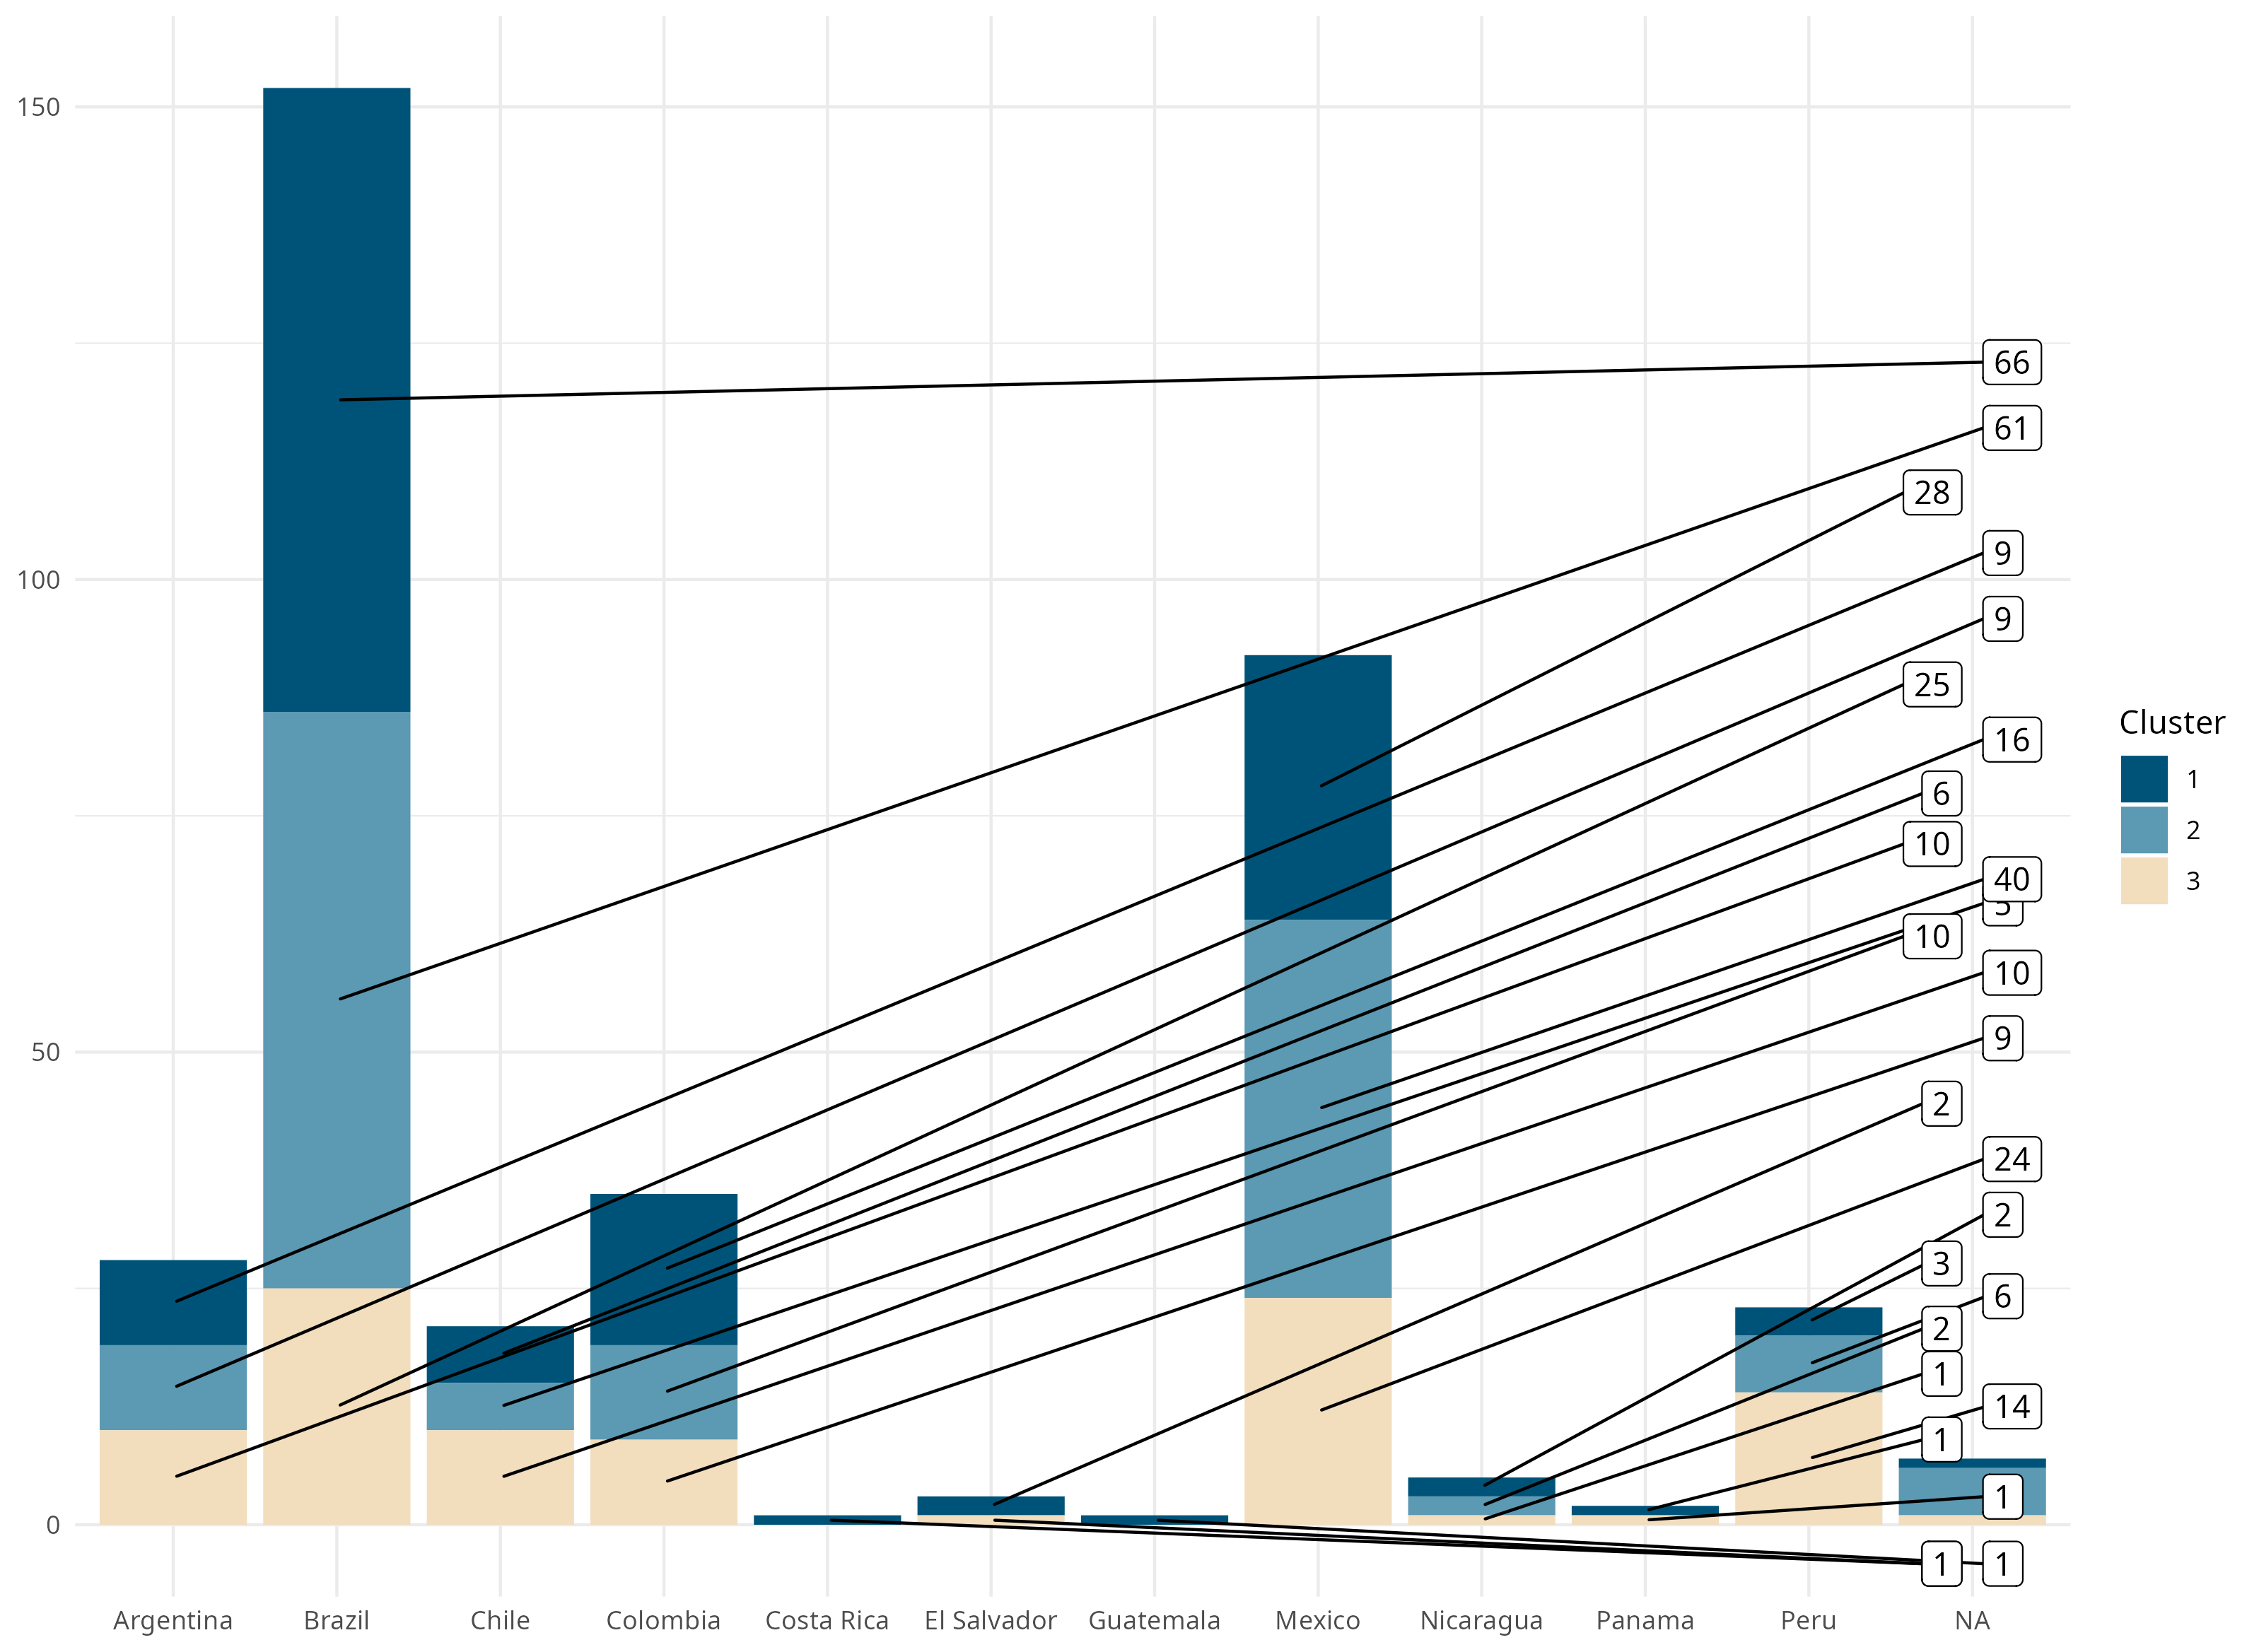 150
100
50
0
66
61
28
9
9
25
16
6
10
40
10
10
9
2
24
2
3
6
2
1
14
1
1
1
1
Argentina
Brazil
Chile
Colombia
Costa Rica
El Salvador
Guatemala
Mexico
Nicaragua
Panama
Peru
NA
Cluster
1
2
3